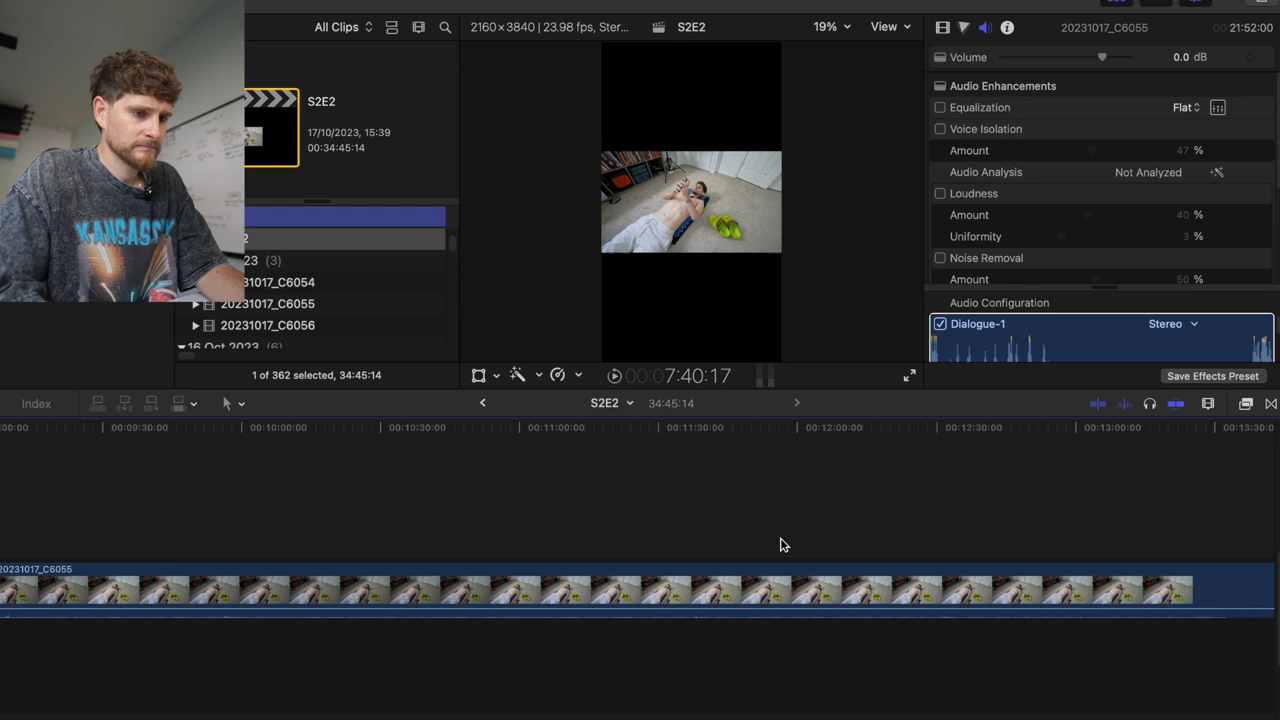 All Clips
2160×3840 | 23.98 fps, Ster...
S2E2
19%
View
20231017_C6055
00:21:52:00
Volume
0.0 dB
S2E2
17/10/2023, 15:39
00:34:45:14
Audio Enhancements
Equalization
Flat
Voice Isolation
Amount
47 %
Audio Analysis
Not Analyzed
Loudness
Amount
40 %
Uniformity
3 %
Noise Removal
Amount
50 %
Audio Configuration
Dialogue-1
Stereo
KANSAS
2
23 (3)
31017_C6054
20231017_C6055
20231017_C6056
16 Oct 2023 (6)
1 of 362 selected, 34:45:14
00:07:40:17
Save Effects Preset
Index
S2E2
34:45:14
:00:00
00:09:30:00
00:10:00:00
00:10:30:00
00:11:00:00
00:11:30:00
00:12:00:00
00:12:30:00
00:13:00:00
00:13:30:0
20231017_C6055